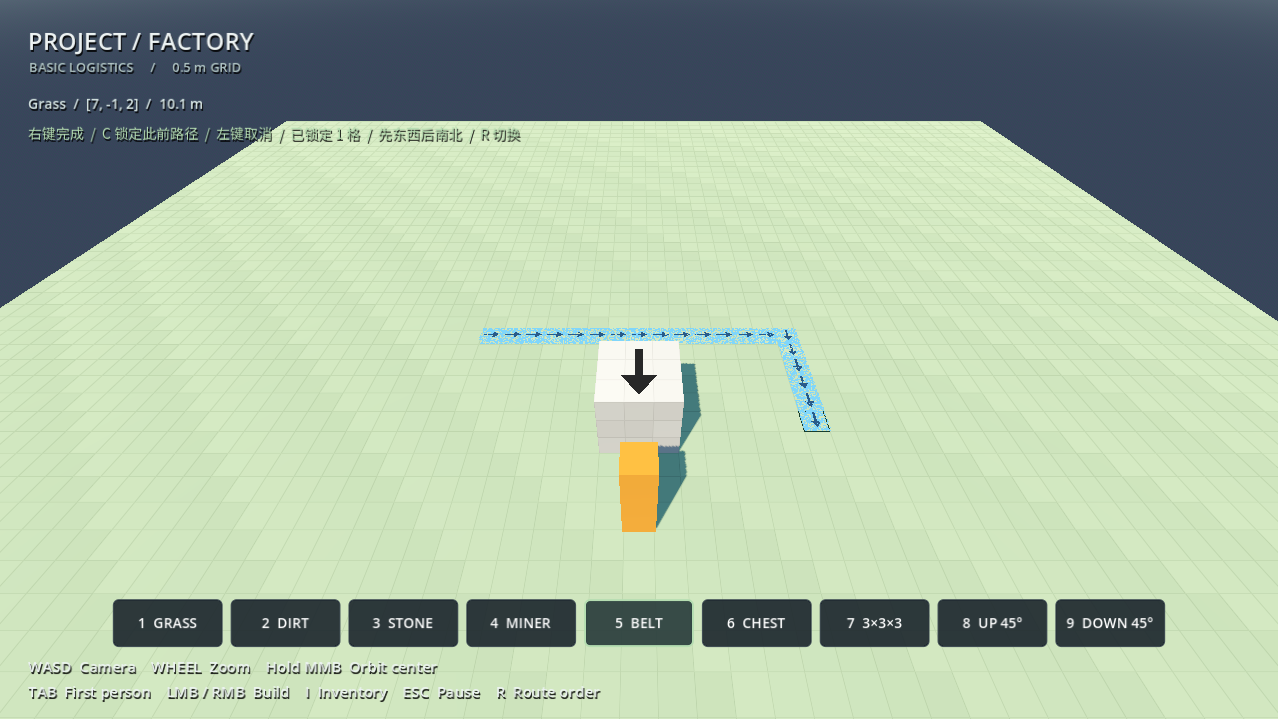 PROJECT / FACTORY
BASIC LOGISTICS / 0.5 m GRID
Grass / [7, -1, 2] / 10.1 m
右键完成 / C 锁定此前路径 / 左键取消 / 已锁定 1 格 / 先东西后南北 / R 切换
1 GRASS 2 DIRT 3 STONE 4 MINER 5 BELT 6 CHEST 7 3×3×3 8 UP 45° 9 DOWN 45°
WASD Camera WHEEL Zoom Hold MMB Orbit center
TAB First person LMB / RMB Build I Inventory ESC Pause R Route order